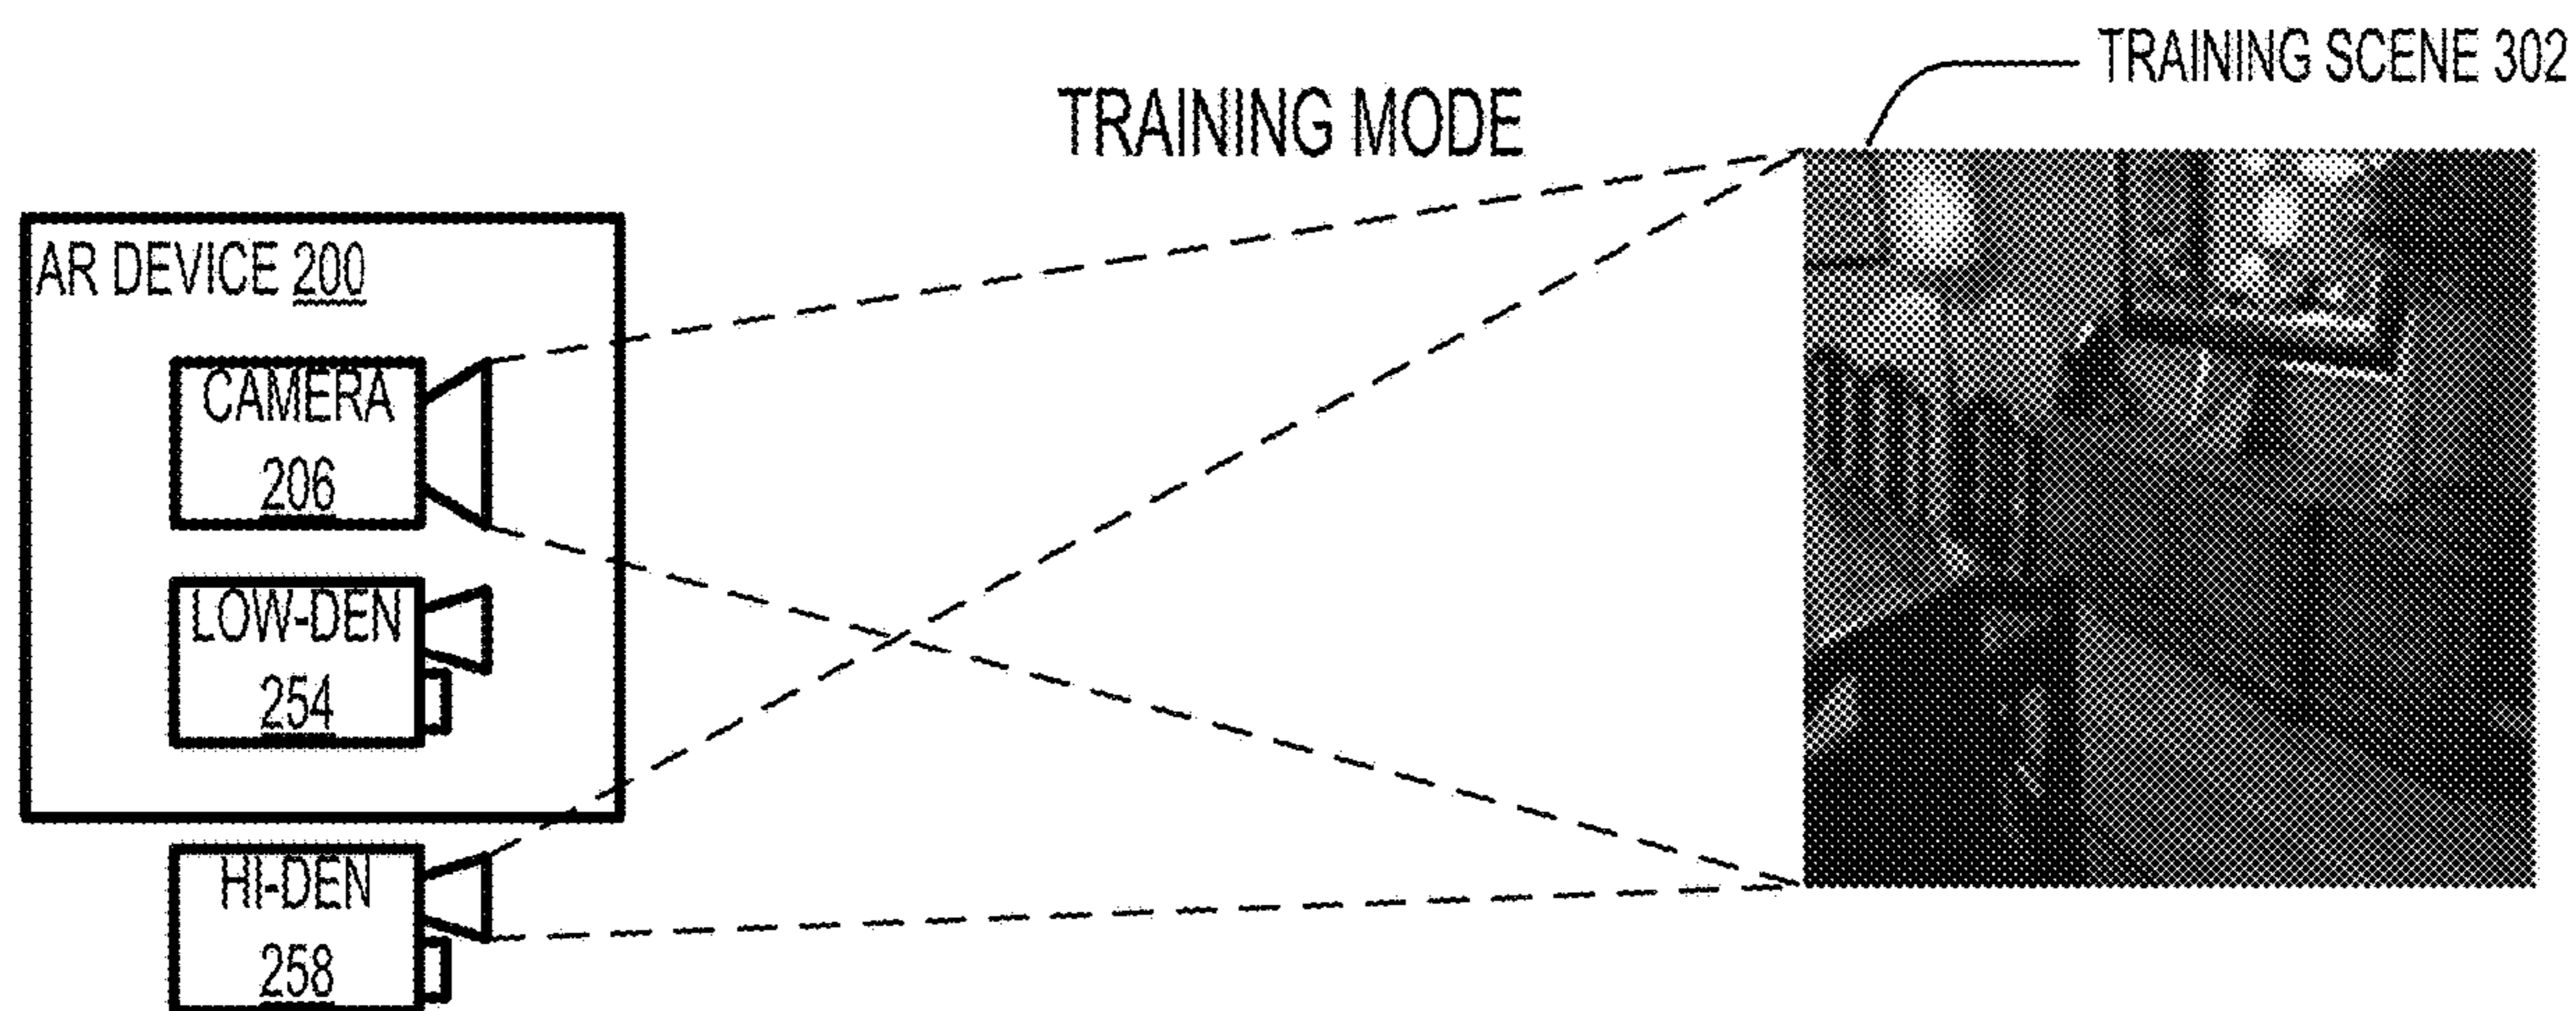 TRAINING SCENE 302
TRAINING MODE
AR DEVICE 200
CAMERA
206
LOW-DEN
254
HI-DEN
258